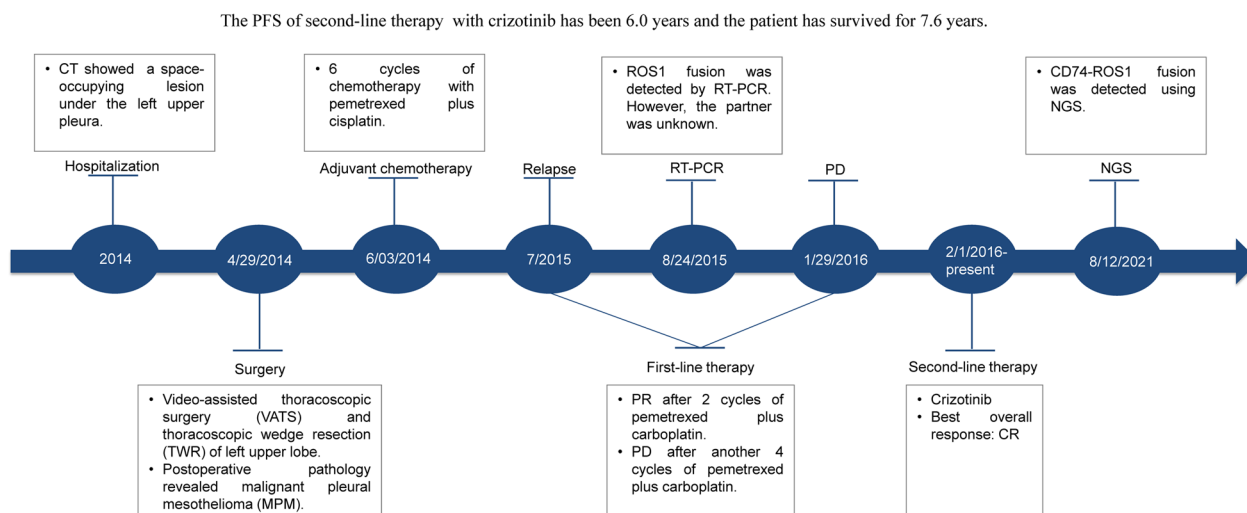 The PFS of second-line therapy with crizotinib has been 6.0 years and the patient has survived for 7.6 years.
• CT showed a space-
occupying lesion
under the left upper
pleura.
Hospitalization
• 6 cycles of
chemotherapy with
pemetrexed plus
cisplatin.
Adjuvant chemotherapy
Relapse
• ROS1 fusion was
detected by RT-PCR.
However, the partner
was unknown.
RT-PCR
PD
• CD74-ROS1 fusion
was detected using
NGS.
NGS
2014
4/29/2014
6/03/2014
7/2015
8/24/2015
1/29/2016
2/1/2016-
present
8/12/2021
Surgery
• Video-assisted thoracoscopic
surgery (VATS) and
thoracoscopic wedge resection
(TWR) of left upper lobe.
• Postoperative pathology
revealed malignant pleural
mesothelioma (MPM).
First-line therapy
• PR after 2 cycles of
pemetrexed plus
carboplatin.
• PD after another 4
cycles of pemetrexed
plus carboplatin.
Second-line therapy
• Crizotinib
• Best overall
response: CR